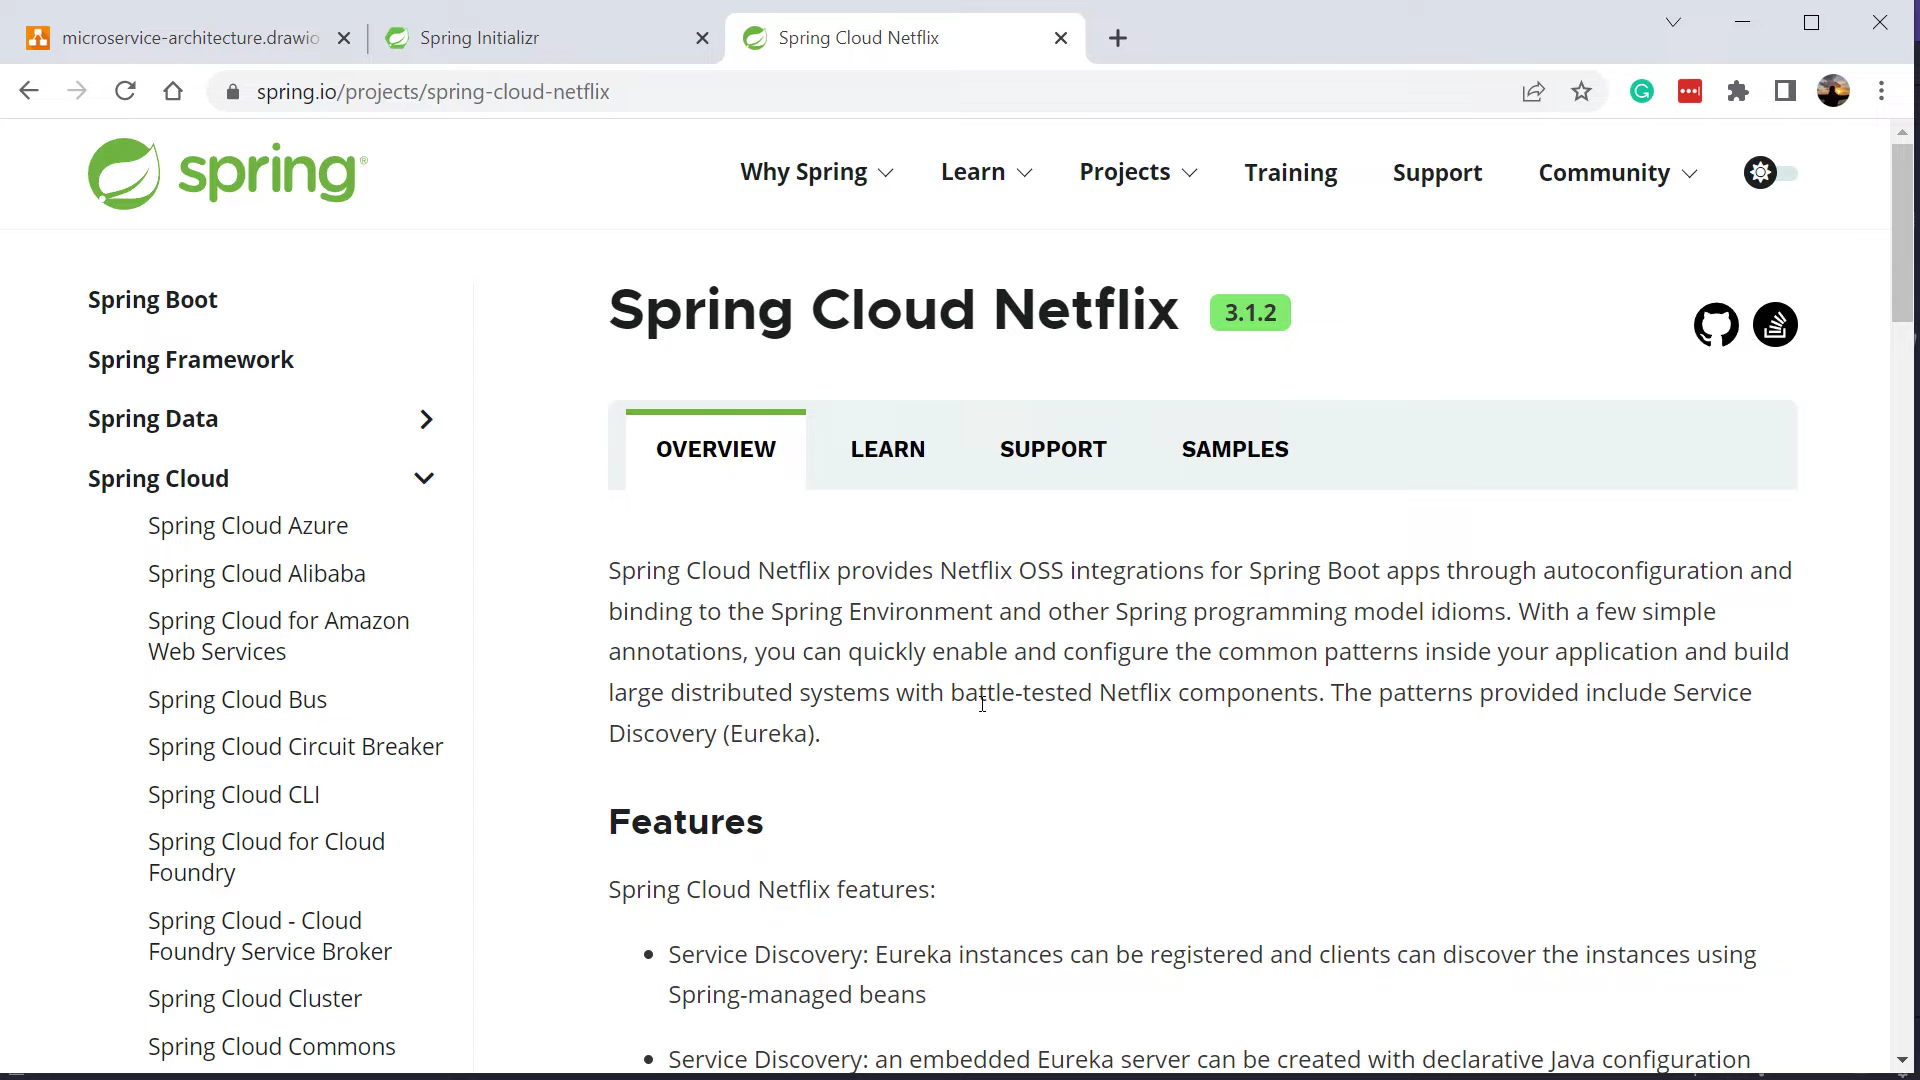 microservice-architecture.drawio
Spring Initializr
Spring Cloud Netflix
spring.io/projects/spring-cloud-netflix
spring®
Why Spring
Learn
Projects
Training
Support
Community
Spring Boot
Spring Framework
Spring Data
Spring Cloud
Spring Cloud Azure
Spring Cloud Alibaba
Spring Cloud for Amazon
Web Services
Spring Cloud Bus
Spring Cloud Circuit Breaker
Spring Cloud CLI
Spring Cloud for Cloud
Foundry
Spring Cloud - Cloud
Foundry Service Broker
Spring Cloud Cluster
Spring Cloud Commons
Spring Cloud Netflix 3.1.2
OVERVIEW
LEARN
SUPPORT
SAMPLES
Spring Cloud Netflix provides Netflix OSS integrations for Spring Boot apps through autoconfiguration and
binding to the Spring Environment and other Spring programming model idioms. With a few simple
annotations, you can quickly enable and configure the common patterns inside your application and build
large distributed systems with battle-tested Netflix components. The patterns provided include Service
Discovery (Eureka).
Features
Spring Cloud Netflix features:
• Service Discovery: Eureka instances can be registered and clients can discover the instances using
Spring-managed beans
• Service Discovery: an embedded Eureka server can be created with declarative Java configuration